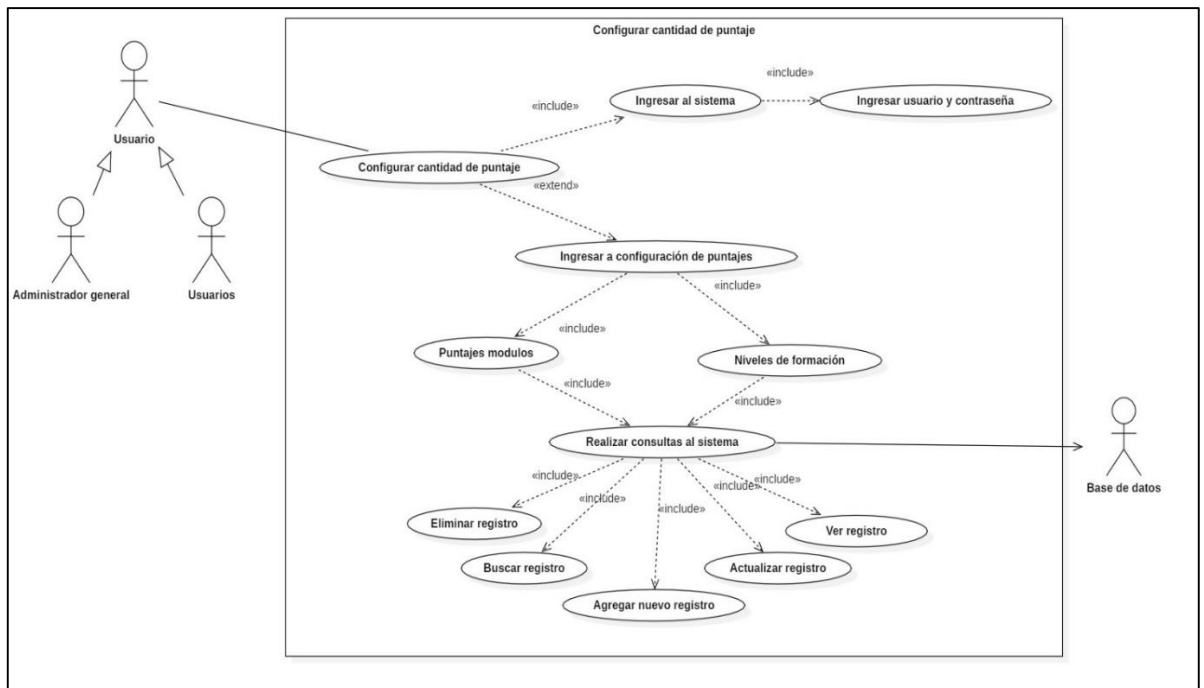 Configurar cantidad de puntaje
«include»
Ingresar al sistema
Ingresar usuario y contraseña
«include»
Usuario
Configurar cantidad de puntaje
«extend»
Ingresar a configuración de puntajes
Administrador general
Usuarios
«include»
«include»
Puntajes modulos
Niveles de formación
«include»
«include»
Realizar consultas al sistema
Base de datos
«include»
«include»
«include»
«include»
«include»
Eliminar registro
Ver registro
Buscar registro
Actualizar registro
Agregar nuevo registro